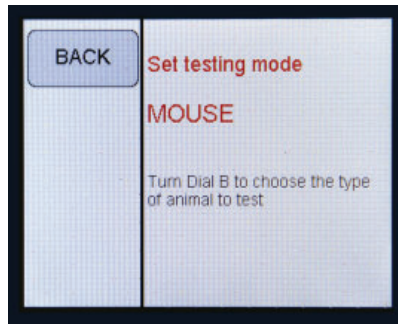 BACK
Set testing mode
MOUSE
Turn Dial B to choose the type
of animal to test